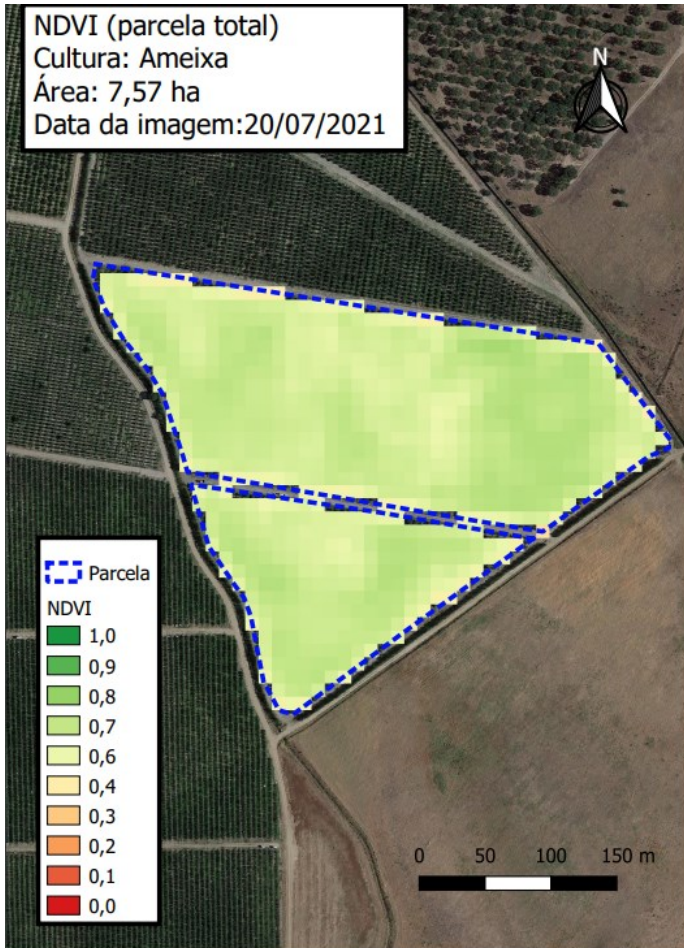 NDVI (parcela total)
Cultura: Ameixa
Área: 7,57 ha
Data da imagem:20/07/2021
N
Parcela
NDVI
1,0
0,9
0,8
0,7
0,6
0,4
0,3
0,2
0,1
0,0
0 50 100 150 m